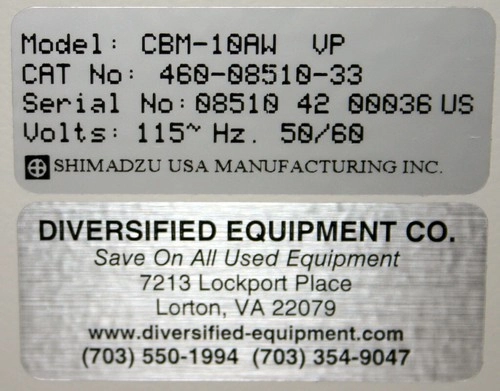 Model: CBM-10AW VP
CAT No: 460-08510-33
Serial No: 08510 42 00036 US
Volts: 115~ Hz. 50/60
SHIMADZU USA MANUFACTURING INC.
DIVERSIFIED EQUIPMENT CO.
Save On All Used Equipment
7213 Lockport Place
Lorton, VA 22079
www.diversified-equipment.com
(703) 550-1994 (703) 354-9047